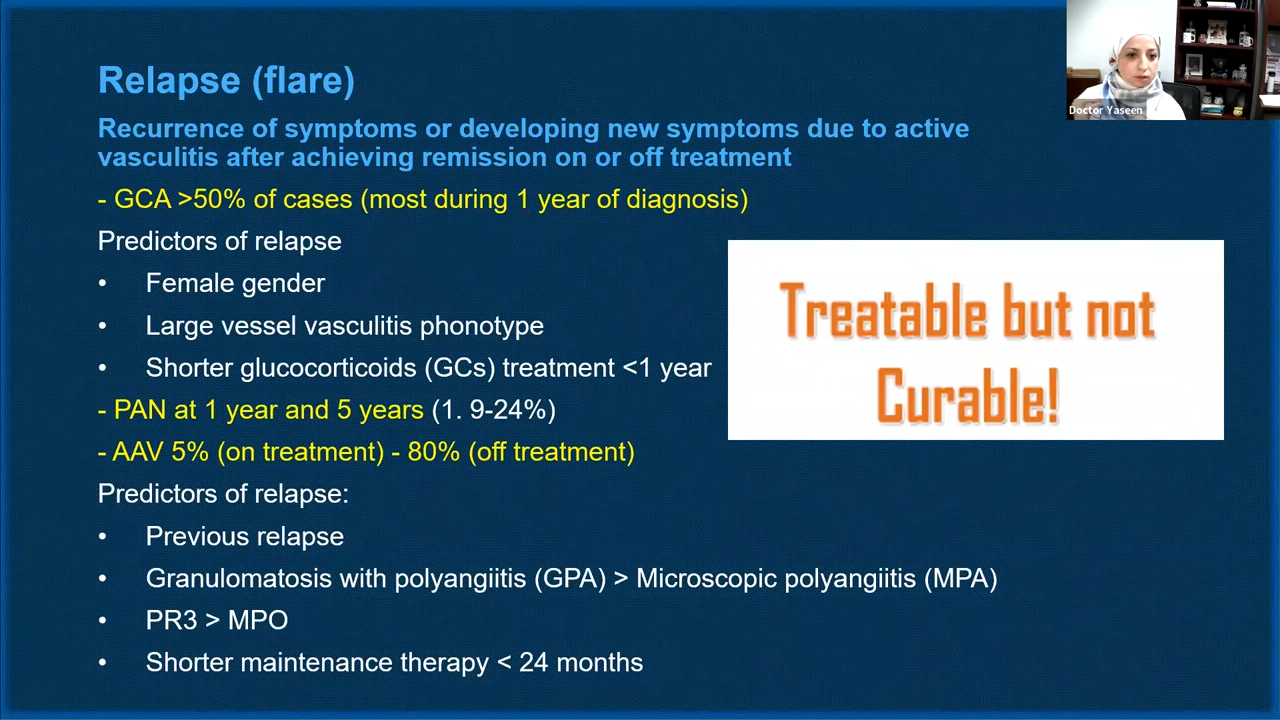 Relapse (flare)
Recurrence of symptoms or developing new symptoms due to active
vasculitis after achieving remission on or off treatment
- GCA >50% of cases (most during 1 year of diagnosis)
Predictors of relapse
• Female gender
• Large vessel vasculitis phonotype
• Shorter glucocorticoids (GCs) treatment <1 year
- PAN at 1 year and 5 years (1. 9-24%)
- AAV 5% (on treatment) - 80% (off treatment)
Predictors of relapse:
• Previous relapse
• Granulomatosis with polyangiitis (GPA) > Microscopic polyangiitis (MPA)
• PR3 > MPO
• Shorter maintenance therapy < 24 months
Treatable but not
Curable!
Doctor Yaseen